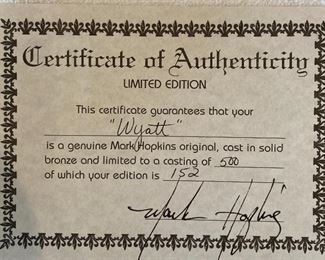 Certificate of Authenticity
LIMITED EDITION
This certificate guarantees that your
"Wyatt"
is a genuine Mark Hopkins original, cast in solid
bronze and limited to a casting of 500
of which your edition is 152
Mark Hopkins